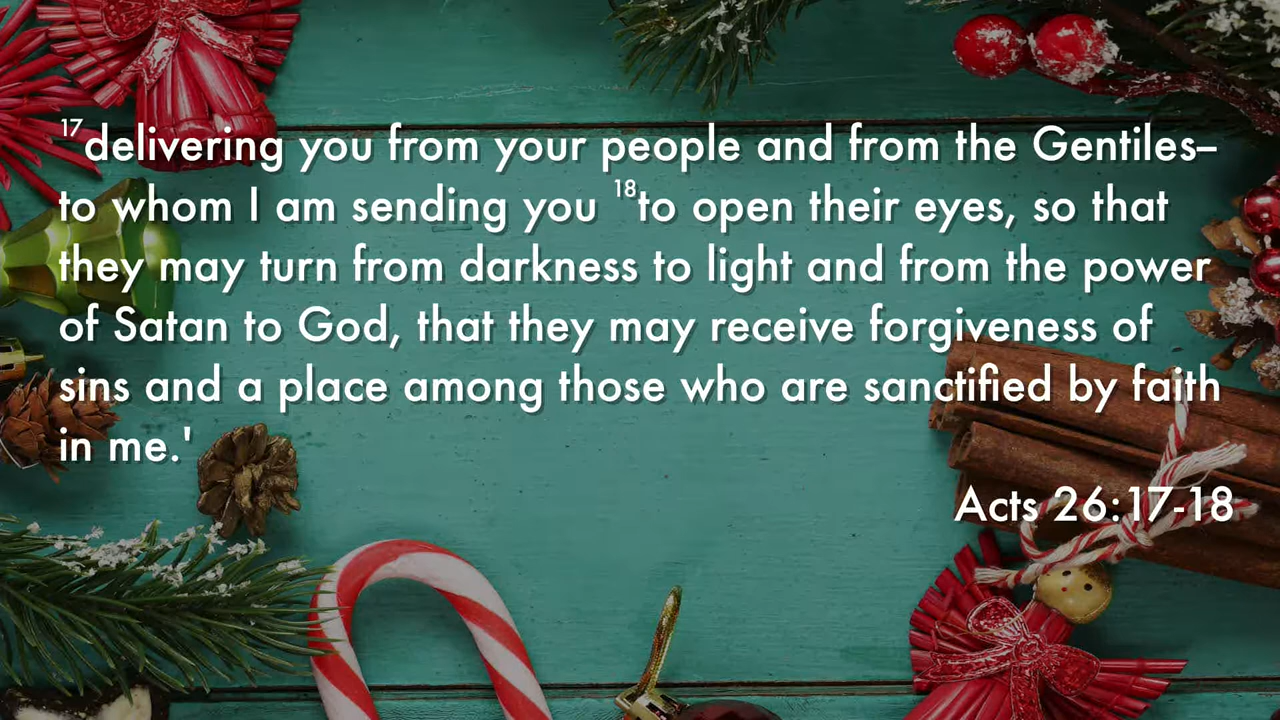 17delivering you from your people and from the Gentiles–
to whom I am sending you 18to open their eyes, so that
they may turn from darkness to light and from the power
of Satan to God, that they may receive forgiveness of
sins and a place among those who are sanctified by faith
in me.'
Acts 26:17-18